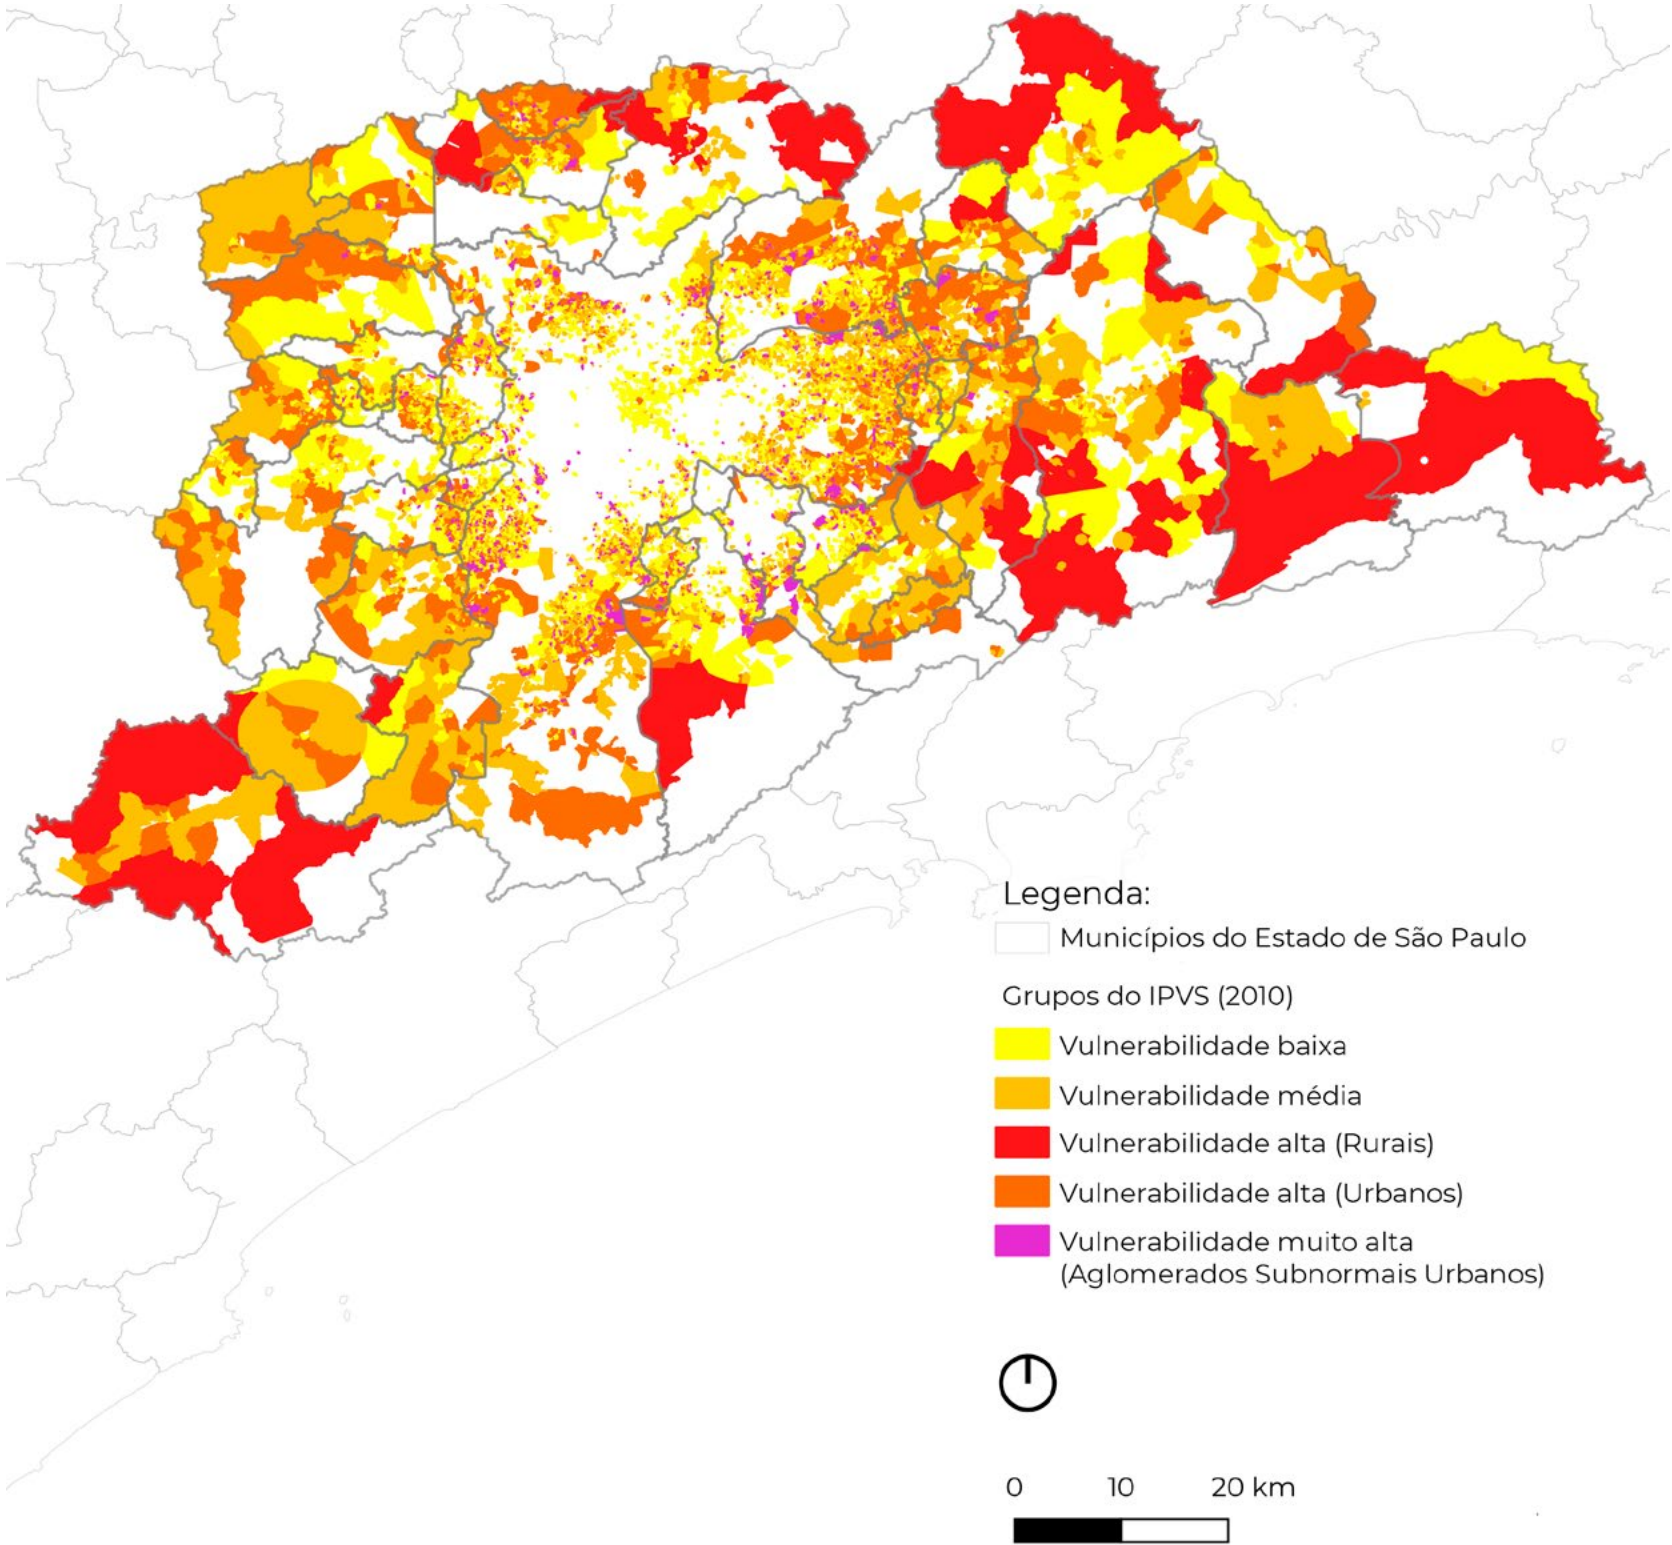 Legenda:
Municípios do Estado de São Paulo
Grupos do IPVS (2010)
Vulnerabilidade baixa
Vulnerabilidade média
Vulnerabilidade alta (Rurais)
Vulnerabilidade alta (Urbanos)
Vulnerabilidade muito alta
(Aglomerados Subnormais Urbanos)
0 10 20 km